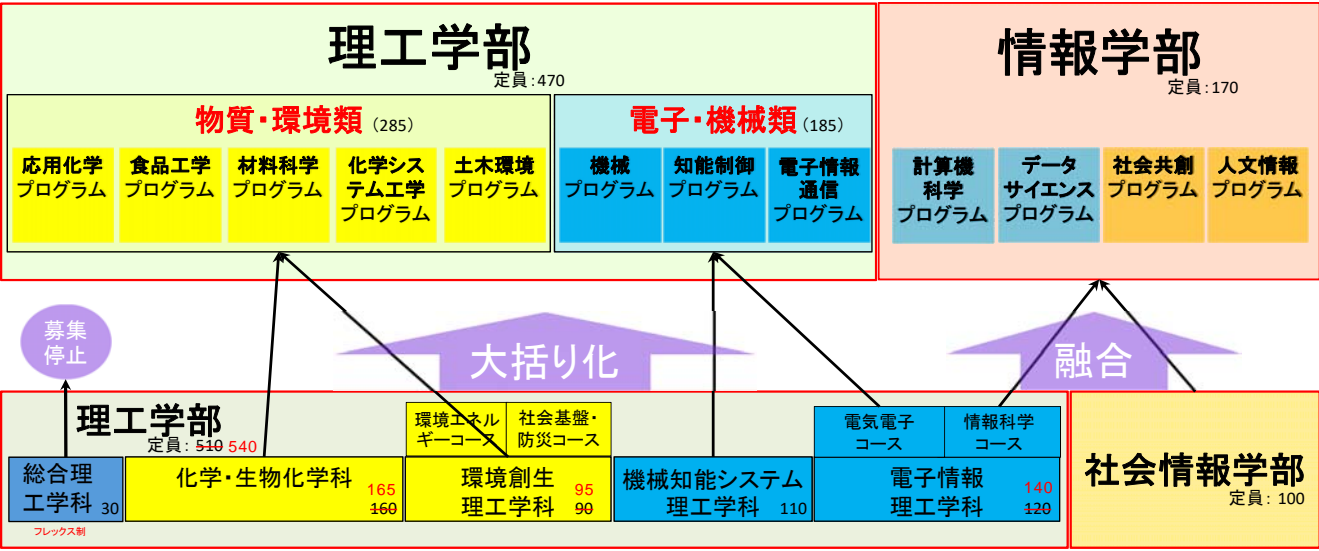 理工学部
定員:470
情報学部
定員:170
物質・環境類（285）
電子・機械類（185）
応用化学
プログラム
食品工学
プログラム
材料科学
プログラム
化学シス
テム工学
プログラム
土木環境
プログラム
機械
プログラム
知能制御
プログラム
電子情報
通信
プログラム
計算機
科学
プログラム
データ
サイエンス
プログラム
社会共創
プログラム
人文情報
プログラム
募集
停止
大括り化
融合
理工学部
定員: 510 540
総合理
工学科 30
フレックス制
化学・生物化学科
165
160
環境エネル
ギーコース
社会基盤・
防災コース
環境創生
理工学科
95
90
機械知能システム
理工学科 110
電気電子
コース
情報科学
コース
電子情報
理工学科
140
120
社会情報学部
定員: 100